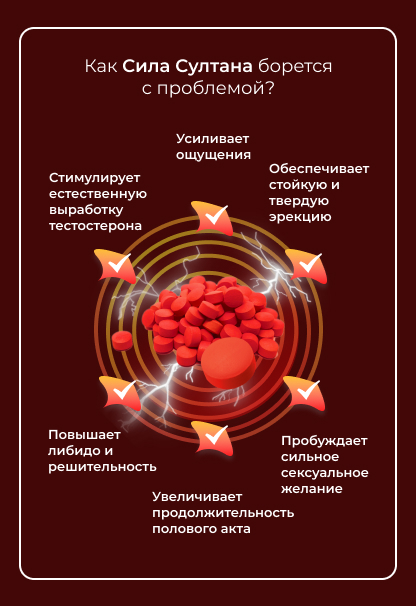 Как Сила Султана борется
с проблемой?
Усиливает
ощущения
Обеспечивает
стойкую и
твердую
эрекцию
Стимулирует
естественную
выработку
тестостерона
Повышает
либидо и
решительность
Пробуждает
сильное
сексуальное
желание
Увеличивает
продолжительность
полового акта